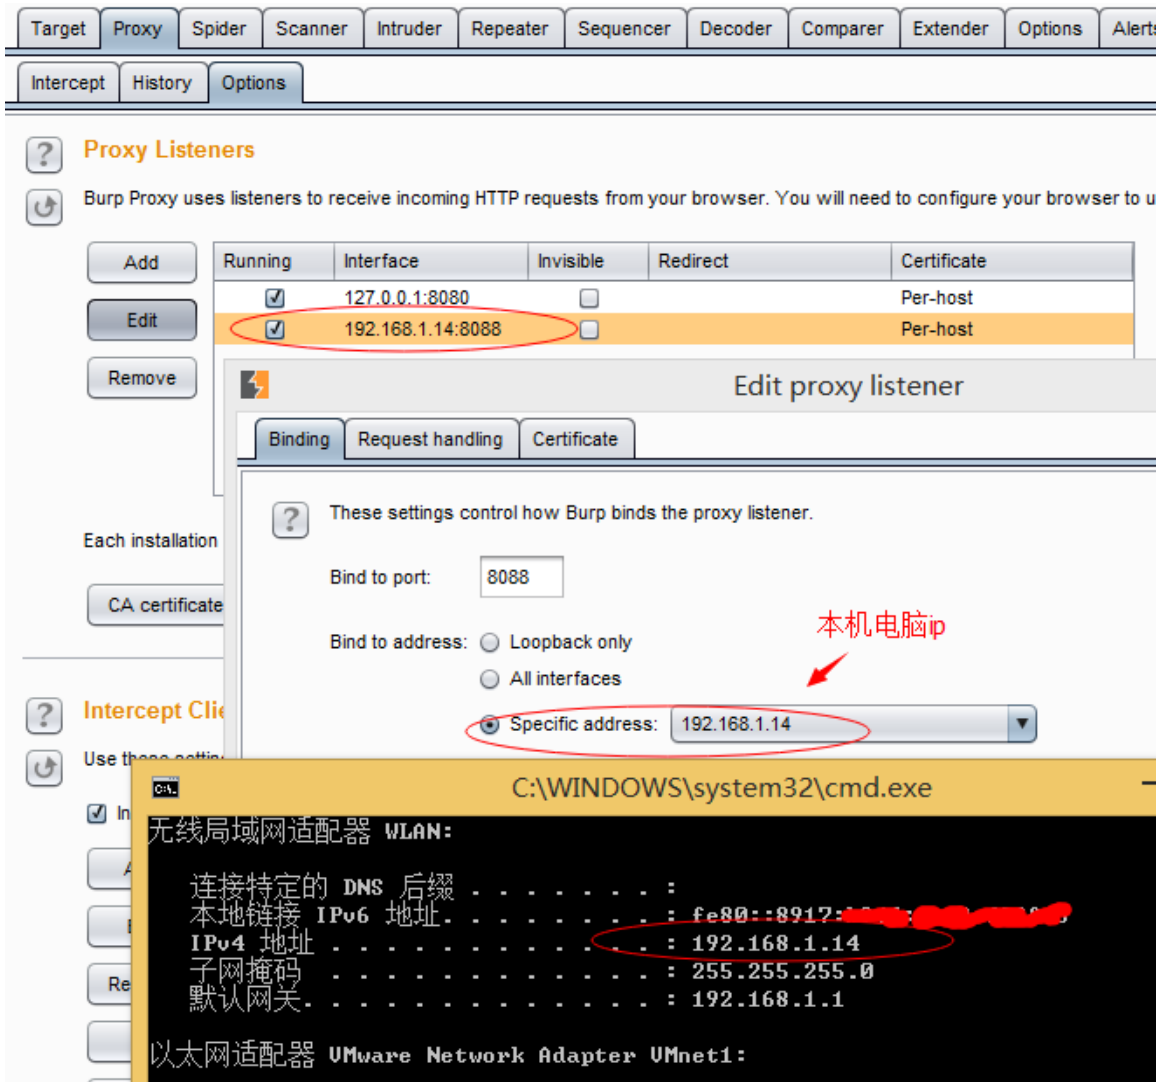 Target Proxy Spider Scanner Intruder Repeater Sequencer Decoder Comparer Extender Options Alerts
Intercept History Options
Proxy Listeners
Burp Proxy uses listeners to receive incoming HTTP requests from your browser. You will need to configure your browser to u
Add Running Interface Invisible Redirect Certificate
127.0.0.1:8080 Per-host
Edit 192.168.1.14:8088 Per-host
Remove
Edit proxy listener
Binding Request handling Certificate
These settings control how Burp binds the proxy listener.
Each installation
Bind to port: 8088
CA certificate
本机电脑ip
Bind to address: Loopback only
All interfaces
Intercept Clie
Specific address: 192.168.1.14
Use these settin
C:\WINDOWS\system32\cmd.exe
In
无线局域网适配器 WLAN:
连接特定的 DNS 后缀 . . . . . . . :
本地链接 IPv6 地址. . . . . . . . : fe80::8917:
IPv4 地址 . . . . . . . . . . . . : 192.168.1.14
子网掩码 . . . . . . . . . . . . : 255.255.255.0
默认网关. . . . . . . . . . . . . : 192.168.1.1
Re
以太网适配器 VMware Network Adapter VMnet1: